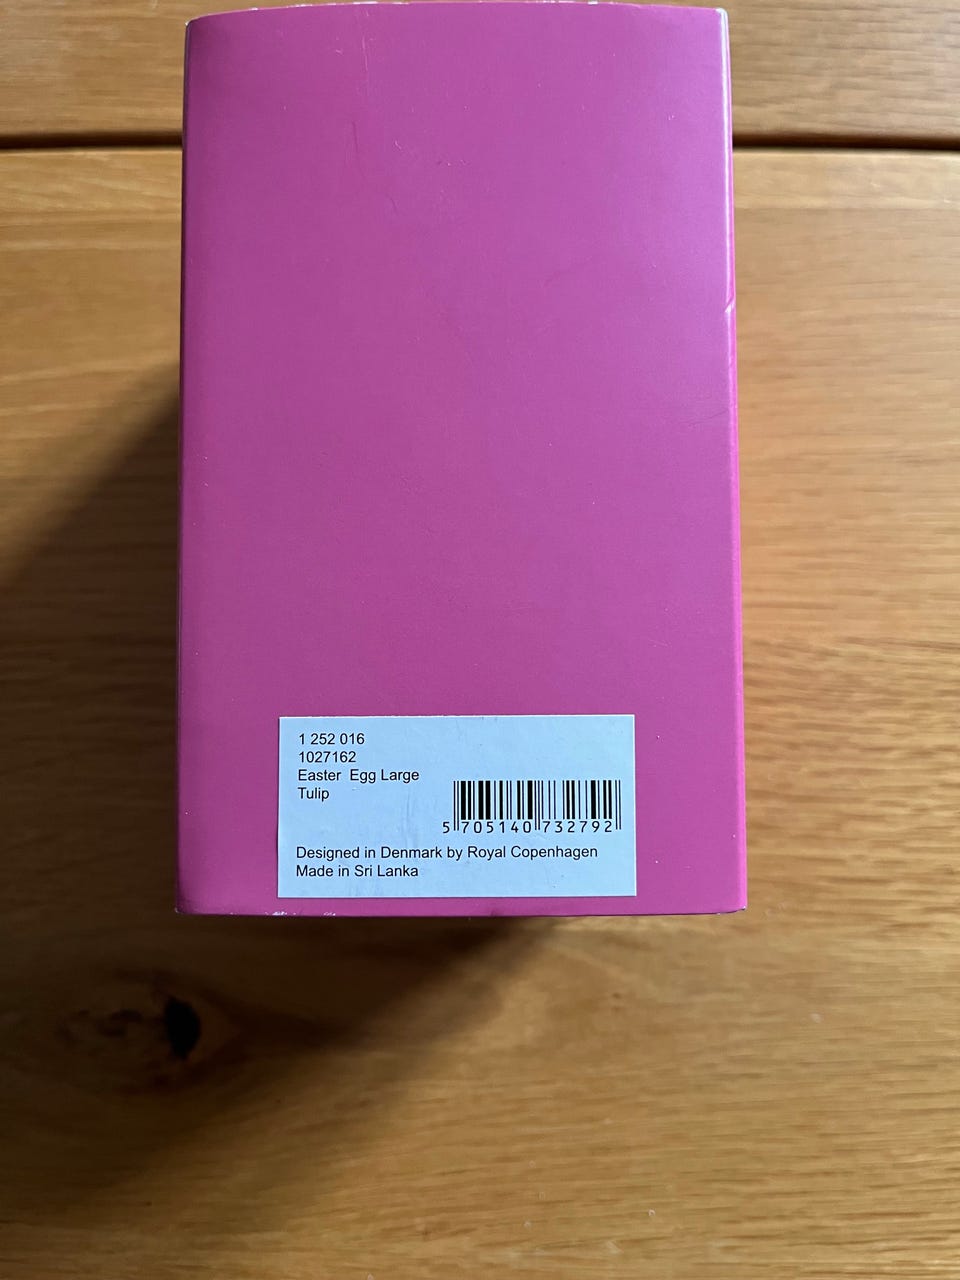 1 252 016
1027162
Easter Egg Large
Tulip
5 705140 732792
Designed in Denmark by Royal Copenhagen
Made in Sri Lanka